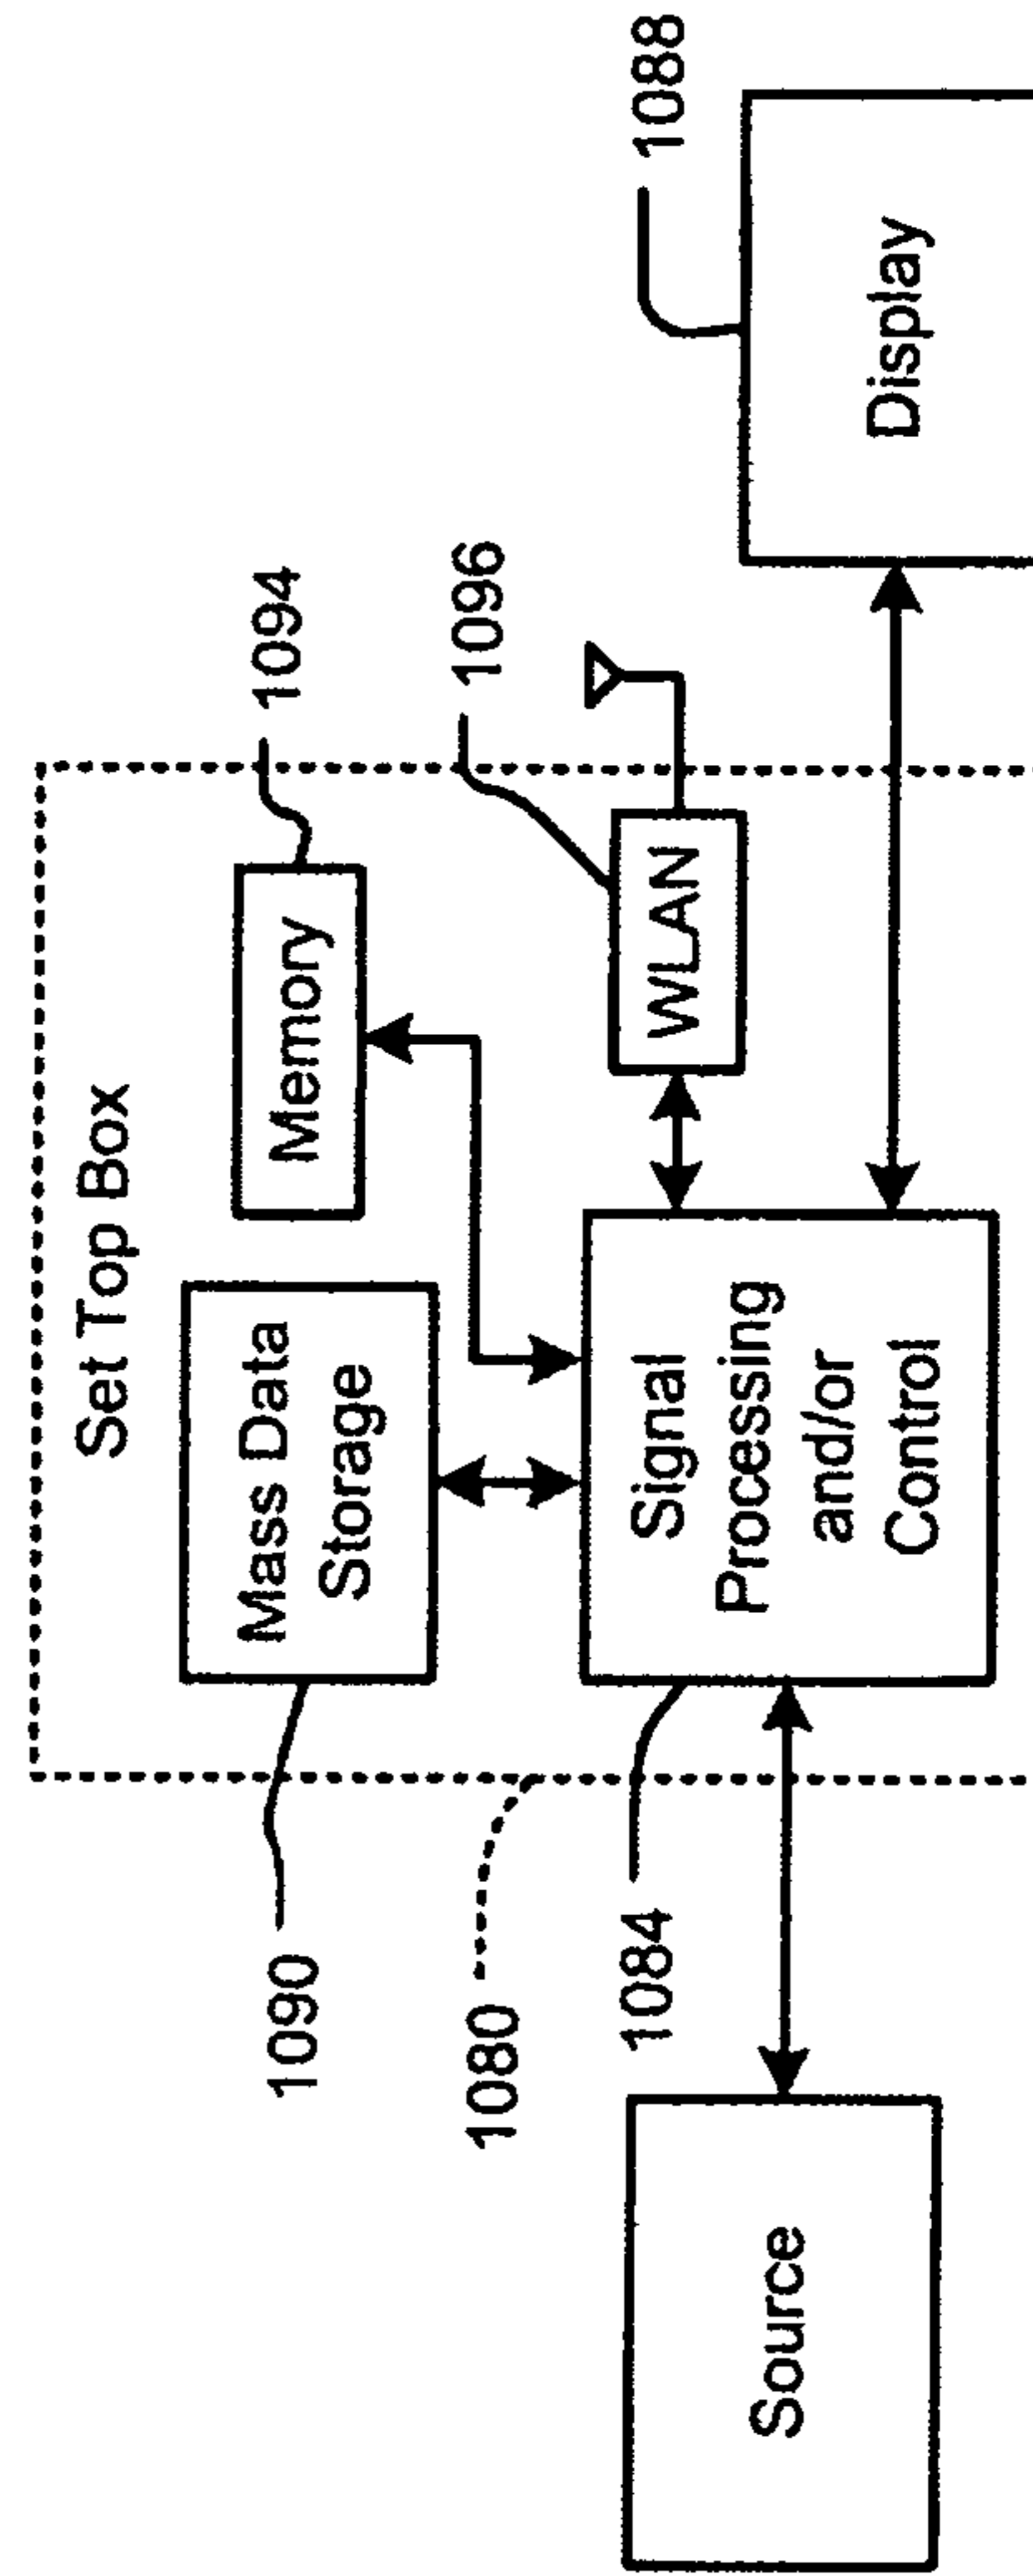 Set Top Box
1090
Mass Data
Storage
Memory
1094
1080
1084
Signal
Processing
and/or
Control
WLAN
1096
1088
Source
Display